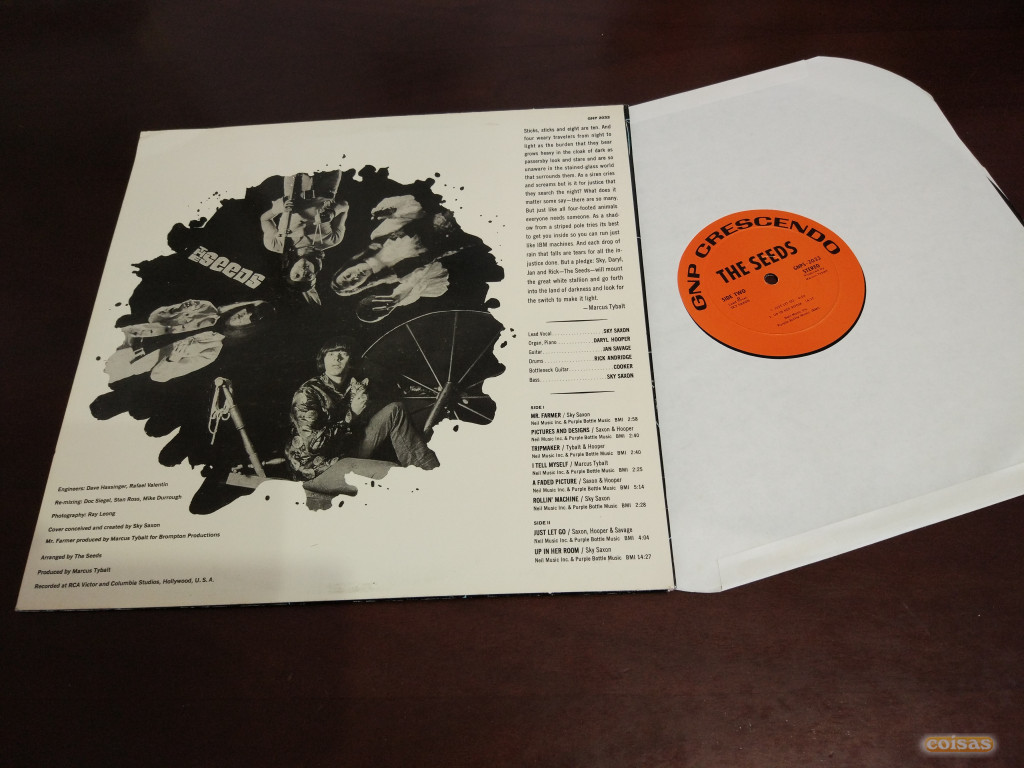 GNP 2033
Sticks, sticks and eight are ten. And
four weary travelers from night to
light as the burden that they bear
grows heavy in the cloak of dark as
passersby look and stare and are so
unaware in the stained-glass world
that surrounds them. As a siren cries
and screams but is it for justice that
they search the night? What does it
matter some say—there are so many.
But just like all four-footed animals
everyone needs someone. As a shad-
ow from a striped pole tries its best
to get you inside so you can run just
like IBM machines. And each drop of
rain that falls are tears for all the in-
justice done. But a pledge: Sky, Daryl,
Jan and Rick—The Seeds—will mount
the great white stallion and go forth
into the land of darkness and look for
the switch to make it light.
—Marcus Tybalt
Lead Vocal SKY SAXON
Organ, Piano DARYL HOOPER
Guitar JAN SAVAGE
Drums RICK ANDRIDGE
Bottleneck Guitar COOKER
Bass SKY SAXON
SIDE I
MR. FARMER / Sky Saxon
Neil Music Inc. & Purple Bottle Music BMI 2:58
PICTURES AND DESIGNS / Saxon & Hooper
Neil Music Inc. & Purple Bottle Music BMI 2:40
TRIPMAKER / Tybalt & Hooper
Neil Music Inc. & Purple Bottle Music BMI 2:40
I TELL MYSELF / Marcus Tybalt
Neil Music Inc. & Purple Bottle Music BMI 2:25
A FADED PICTURE / Saxon & Hooper
Neil Music Inc. & Purple Bottle Music BMI 5:14
ROLLIN' MACHINE / Sky Saxon
Neil Music Inc. & Purple Bottle Music BMI 2:28
SIDE II
JUST LET GO / Saxon, Hooper & Savage
Neil Music Inc. & Purple Bottle Music BMI 4:04
UP IN HER ROOM / Sky Saxon
Neil Music Inc. & Purple Bottle Music BMI 14:27
THE SEEDS
Engineers: Dave Hassinger, Rafael Valentin
Re-mixing: Doc Siegel, Stan Ross, Mike Durrough
Photography: Ray Leong
Cover conceived and created by Sky Saxon
Mr. Farmer produced by Marcus Tybalt for Brompton Productions
Arranged by The Seeds
Produced by Marcus Tybalt
Recorded at RCA Victor and Columbia Studios, Hollywood, U. S. A.
GNP CRESCENDO
THE SEEDS
SIDE TWO
GNPS 2033
STEREO
coisas